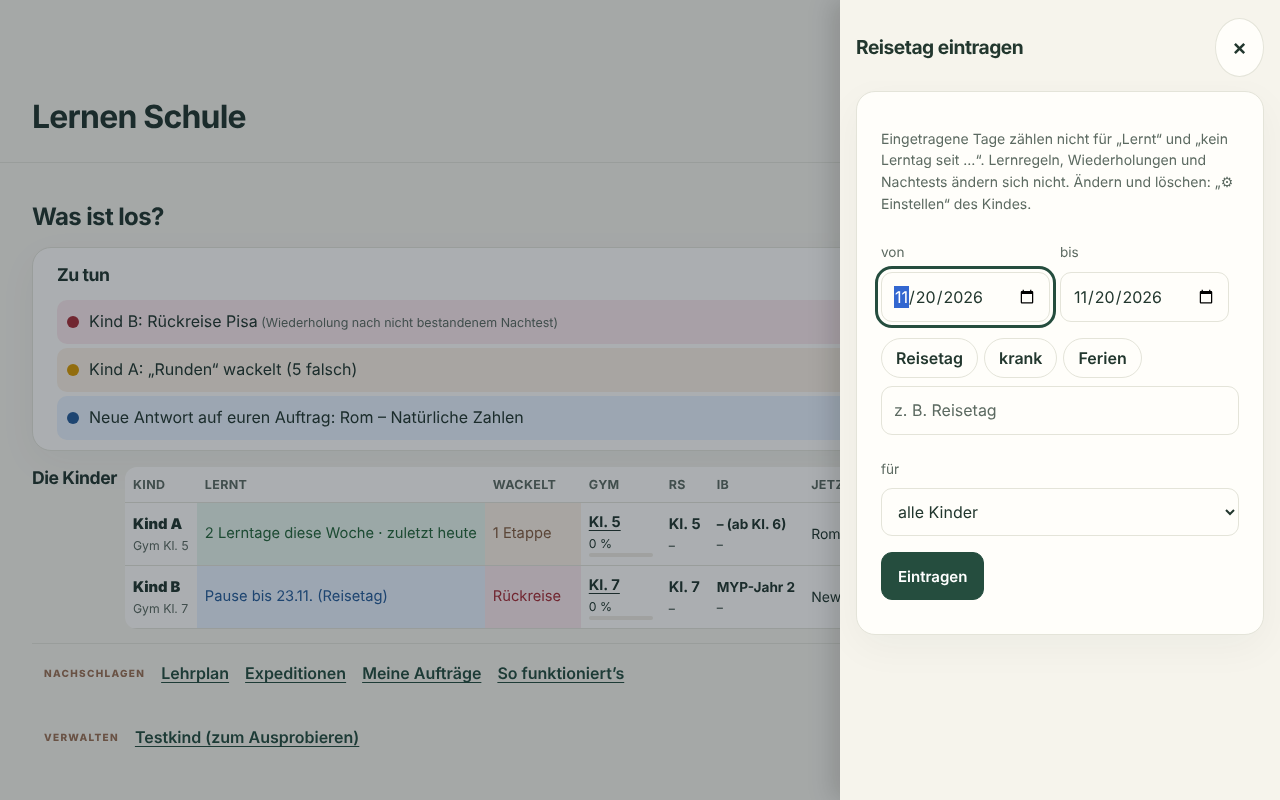 Lernen Schule
Was ist los?
Zu tun
Kind B: Rückreise Pisa (Wiederholung nach nicht bestandenem Nachtest)
Kind A: „Runden“ wackelt (5 falsch)
Neue Antwort auf euren Auftrag: Rom – Natürliche Zahlen
Die Kinder
KIND LERNT WACKELT GYM RS IB JETZ
Kind A 2 Lerntage diese Woche · zuletzt heute 1 Etappe Kl. 5 Kl. 5 – (ab Kl. 6) Rom
Gym Kl. 5 0 % – –
Kind B Pause bis 23.11. (Reisetag) Rückreise Kl. 7 Kl. 7 MYP-Jahr 2 New
Gym Kl. 7 0 % – –
NACHSCHLAGEN Lehrplan Expeditionen Meine Aufträge So funktioniert’s
VERWALTEN Testkind (zum Ausprobieren)
Reisetag eintragen ×
Eingetragene Tage zählen nicht für „Lernt“ und „kein
Lerntag seit …“. Lernregeln, Wiederholungen und
Nachtests ändern sich nicht. Ändern und löschen: „⚙
Einstellen“ des Kindes.
von bis
11/20/2026 11/20/2026
Reisetag krank Ferien
z. B. Reisetag
für
alle Kinder
Eintragen